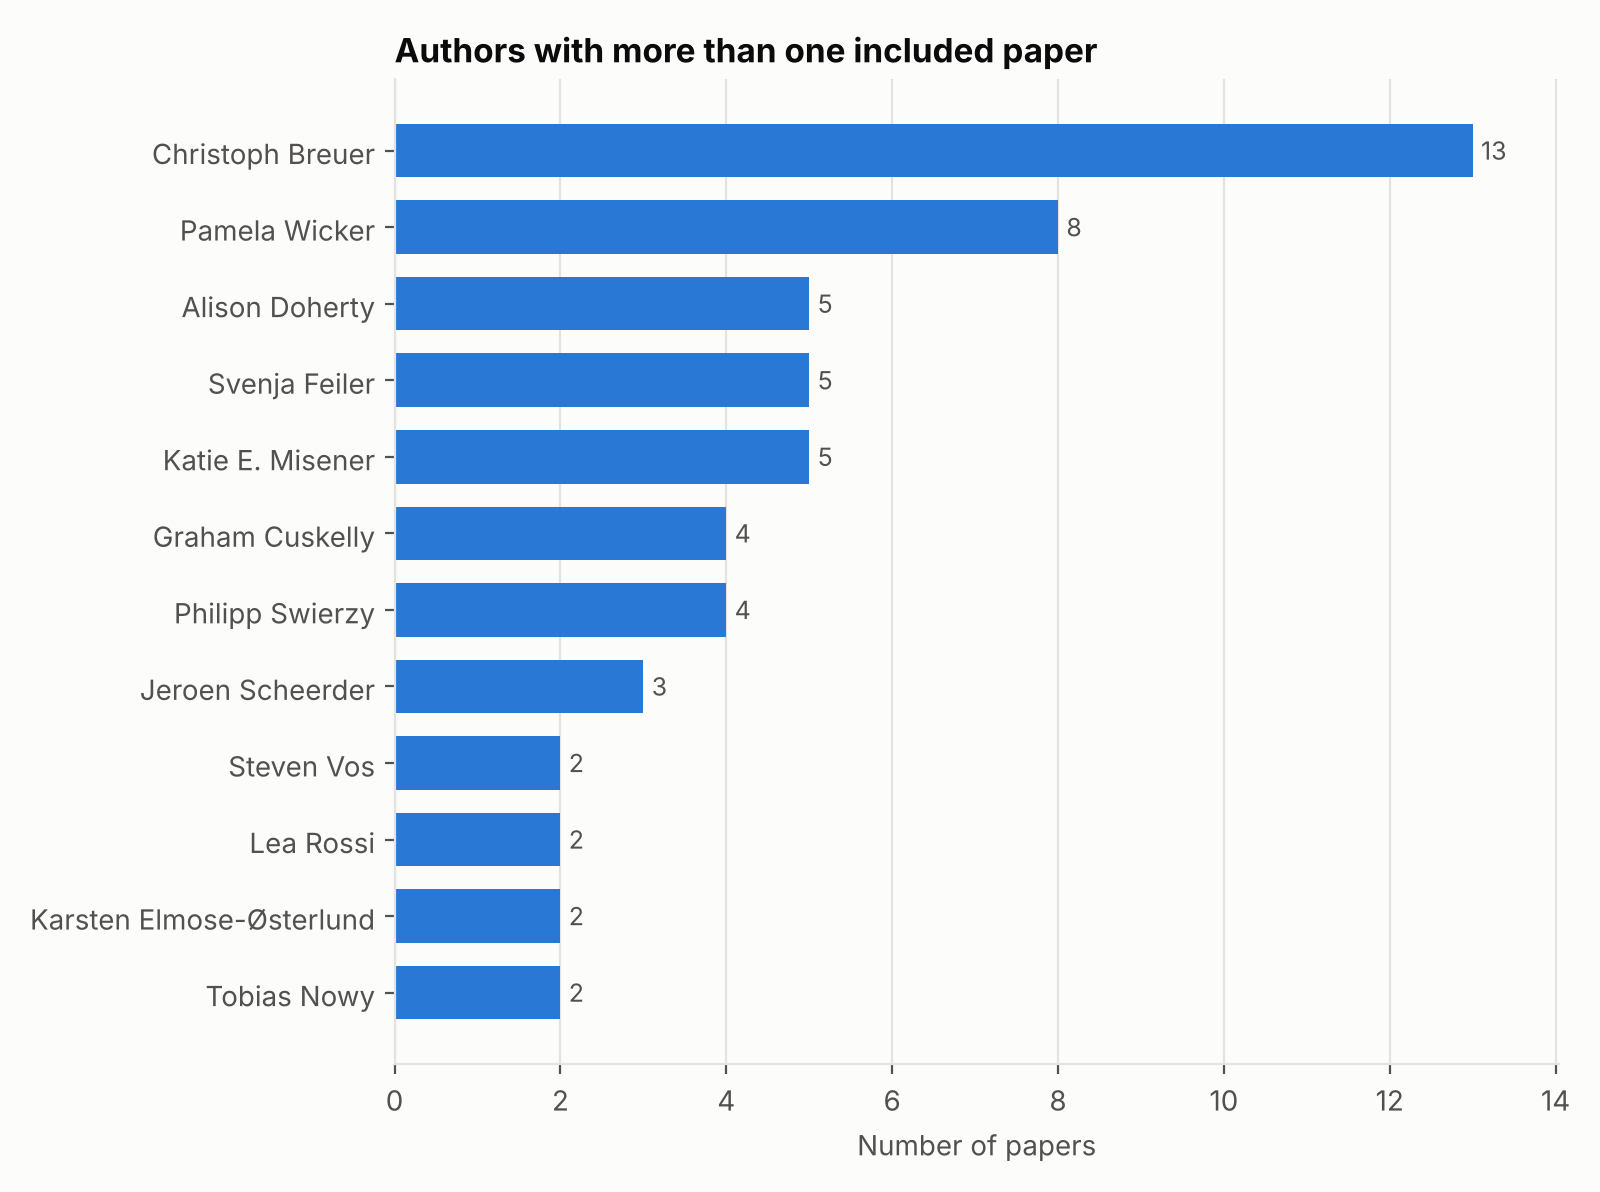 Authors with more than one included paper
Christoph Breuer 13
Pamela Wicker 8
Alison Doherty 5
Svenja Feiler 5
Katie E. Misener 5
Graham Cuskelly 4
Philipp Swierzy 4
Jeroen Scheerder 3
Steven Vos 2
Lea Rossi 2
Karsten Elmose-Østerlund 2
Tobias Nowy 2
0 2 4 6 8 10 12 14
Number of papers